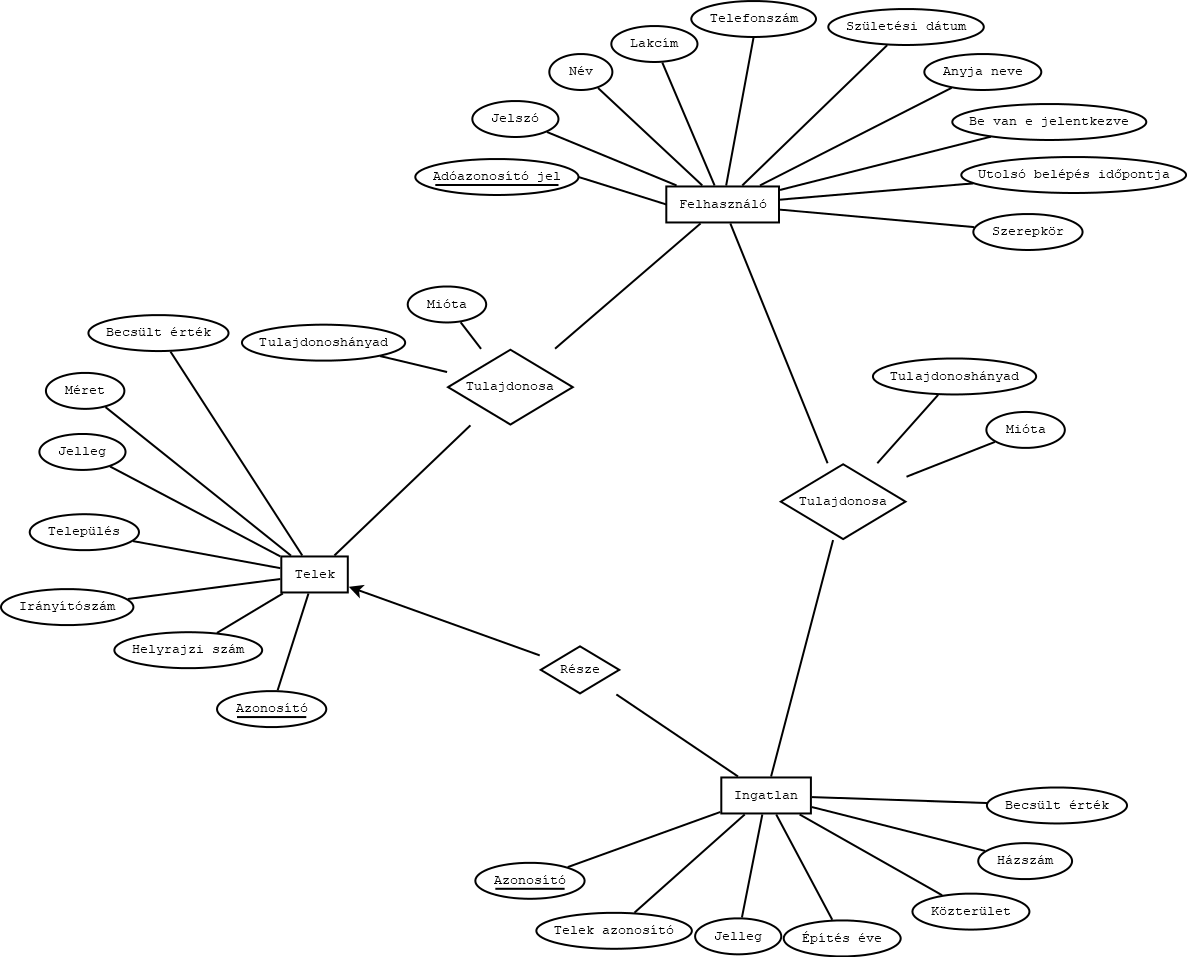 Telefonszám
Születési dátum
Lakcím
Név
Anyja neve
Jelszó
Be van e jelentkezve
Adóazonosító jel
Utolsó belépés időpontja
Felhasználó
Szerepkör
Mióta
Becsült érték
Tulajdonoshányad
Tulajdonosa
Tulajdonoshányad
Méret
Mióta
Jelleg
Tulajdonosa
Település
Telek
Irányítószám
Helyrajzi szám
Része
Azonosító
Ingatlan
Becsült érték
Házszám
Azonosító
Közterület
Telek azonosító
Jelleg
Építés éve